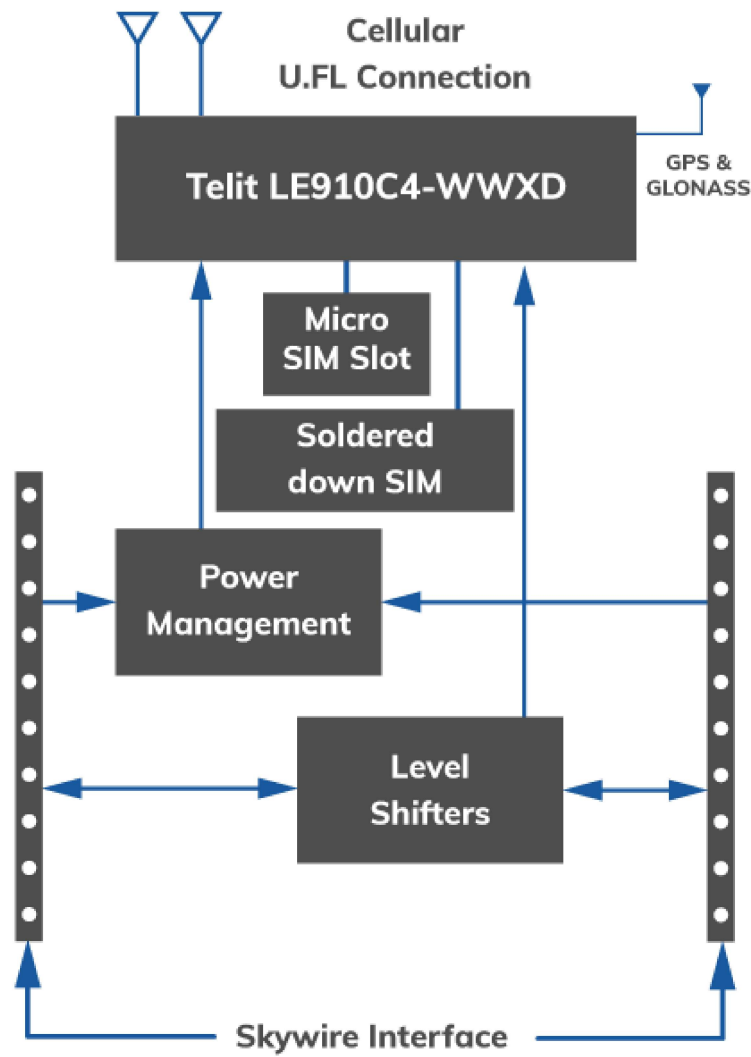 Cellular
U.FL Connection
Telit LE910C4-WWXD
GPS &
GLONASS
Micro
SIM Slot
Soldered
down SIM
Power
Management
Level
Shifters
Skywire Interface